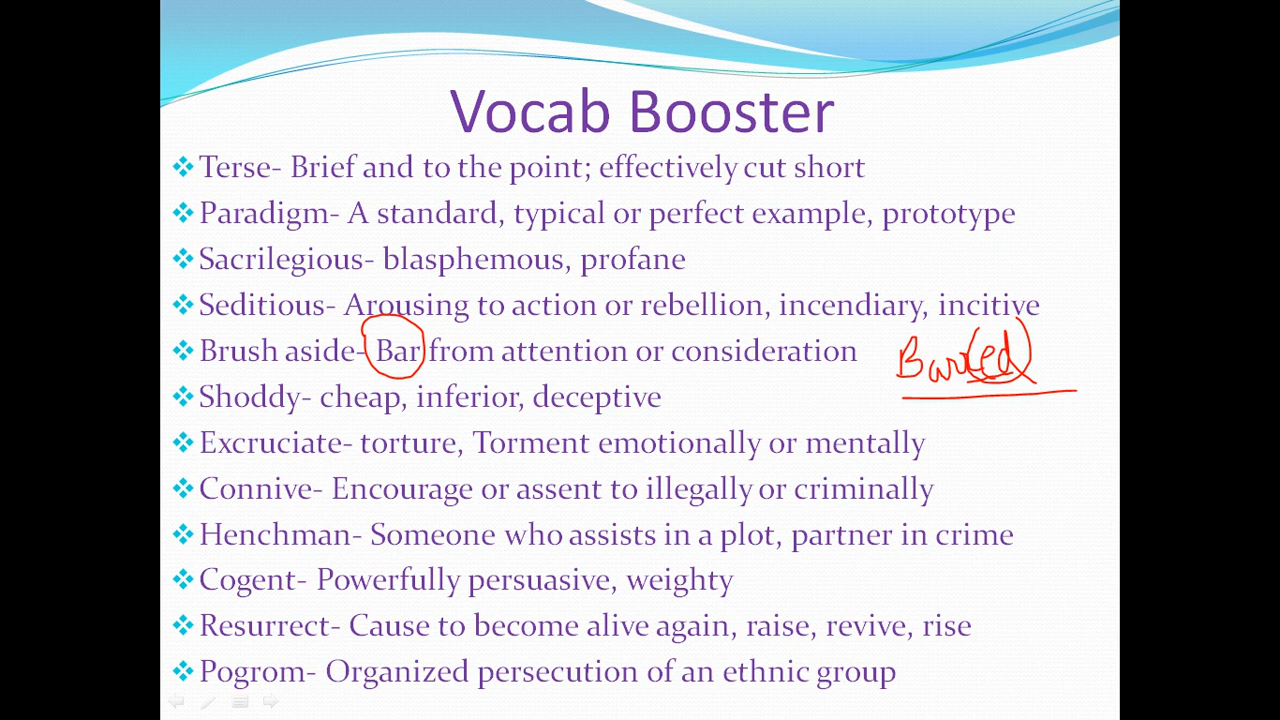 Vocab Booster
Terse- Brief and to the point; effectively cut short
Paradigm- A standard, typical or perfect example, prototype
Sacrilegious- blasphemous, profane
Seditious- Arousing to action or rebellion, incendiary, incitive
Brush aside- Bar from attention or consideration Barred
Shoddy- cheap, inferior, deceptive
Excruciate- torture, Torment emotionally or mentally
Connive- Encourage or assent to illegally or criminally
Henchman- Someone who assists in a plot, partner in crime
Cogent- Powerfully persuasive, weighty
Resurrect- Cause to become alive again, raise, revive, rise
Pogrom- Organized persecution of an ethnic group